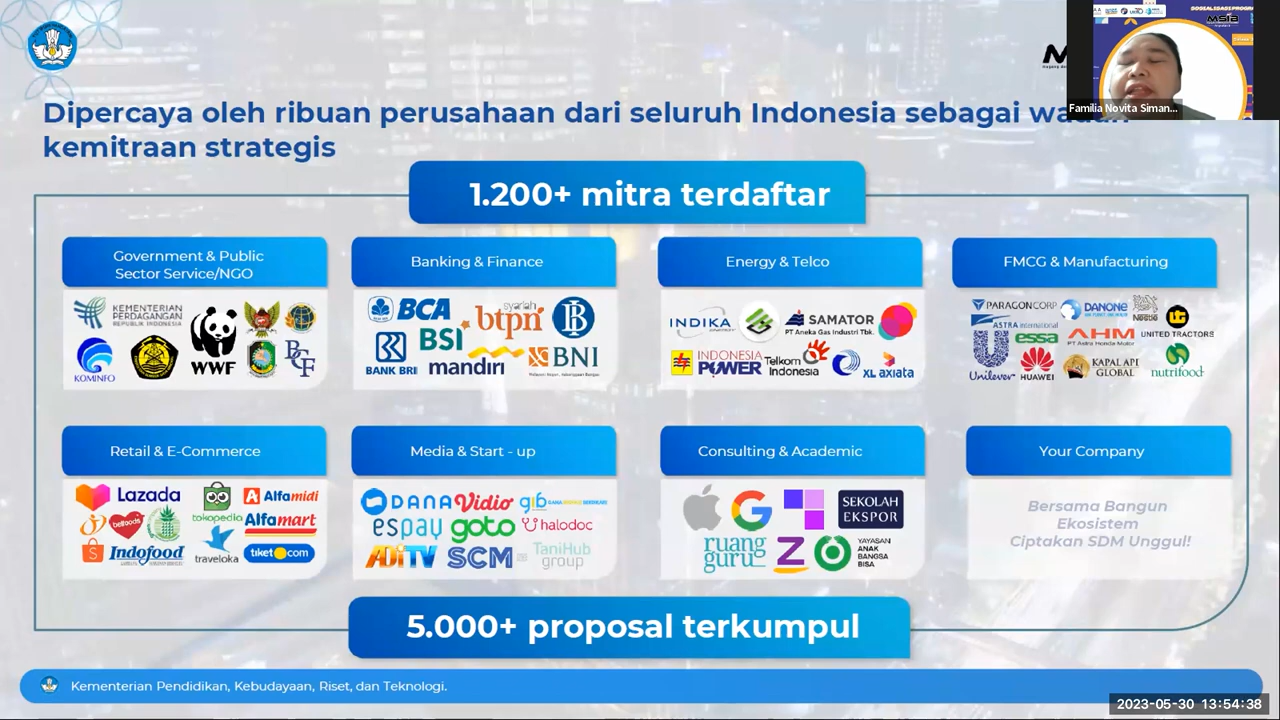 SOSIALISASI PROGRA
MSIB
Familia Novita Siman...
Dipercaya oleh ribuan perusahaan dari seluruh Indonesia sebagai wadah
kemitraan strategis
1.200+ mitra terdaftar
Government & Public
Sector Service/NGO
Banking & Finance
Energy & Telco
FMCG & Manufacturing
KEMENTERIAN
PERDAGANGAN
REPUBLIK INDONESIA
WWF
KOMINFO
BCA
syariah
btpn
BSI
BANK BRI
mandiri
BNI
INDIKA
SAMATOR
PT Aneka Gas Industri Tbk.
INDONESIA
POWER
Telkom
Indonesia
XL axiata
PARAGONCORP
DANONE
Nestle
ASTRA international
essa
AHM
PT Astra Honda Motor
UNITED TRACTORS
Unilever
HUAWEI
KAPAL API
GLOBAL
nutrifood
Retail & E-Commerce
Media & Start - up
Consulting & Academic
Your Company
Lazada
tokopedia
Alfamidi
belfoods
Alfamart
Indofood
traveloka
tiket.com
DANA
Vidio
gib
espay
goto
halodoc
ADiTV
SCM
TaniHub
group
SEKOLAH
EKSPOR
ruang
guru
YAYASAN
ANAK
BANGSA
BISA
Bersama Bangun
Ekosistem
Ciptakan SDM Unggul!
5.000+ proposal terkumpul
Kementerian Pendidikan, Kebudayaan, Riset, dan Teknologi.
2023-05-30 13:54:38